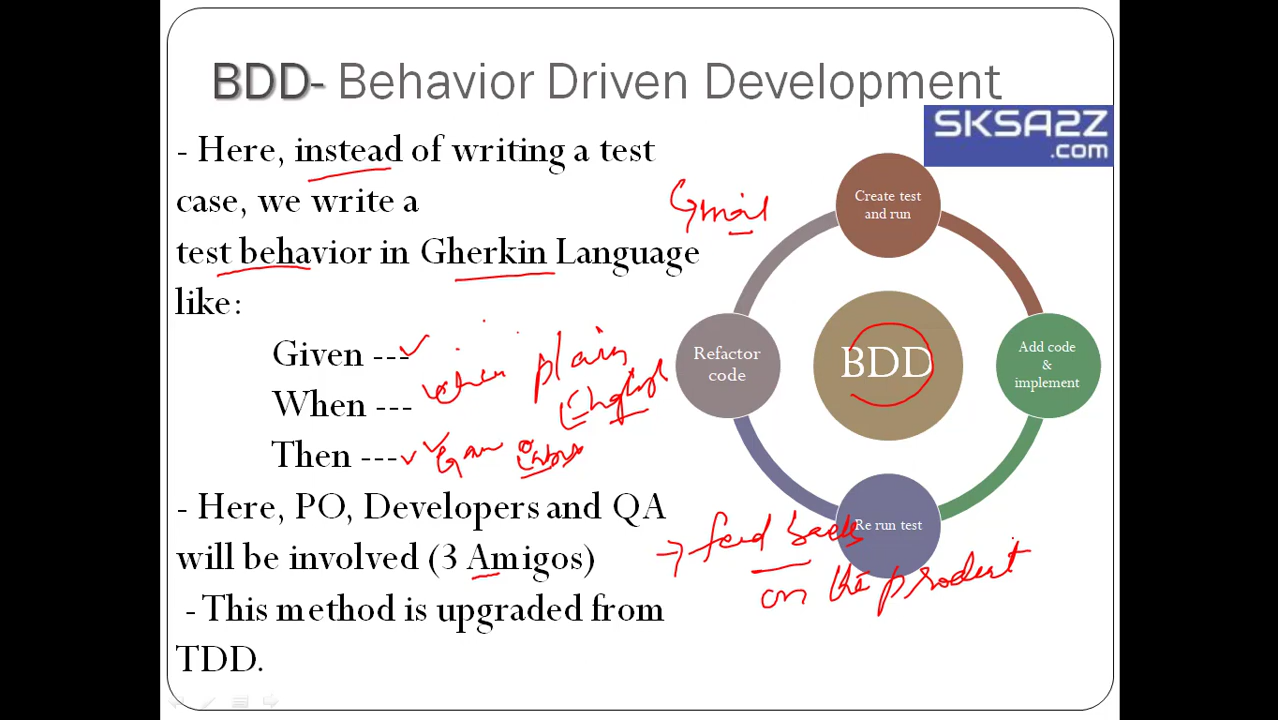 BDD- Behavior Driven Development
SKSA2Z
.com
- Here, instead of writing a test
case, we write a
test behavior in Gherkin Language
like:
Given ---
When ---
Then ---
- Here, PO, Developers and QA
will be involved (3 Amigos)
- This method is upgraded from
TDD.
Gmail
plain
English
→ feed back
on the product
Create test
and run
Add code
&
implement
Re run test
Refactor
code
BDD